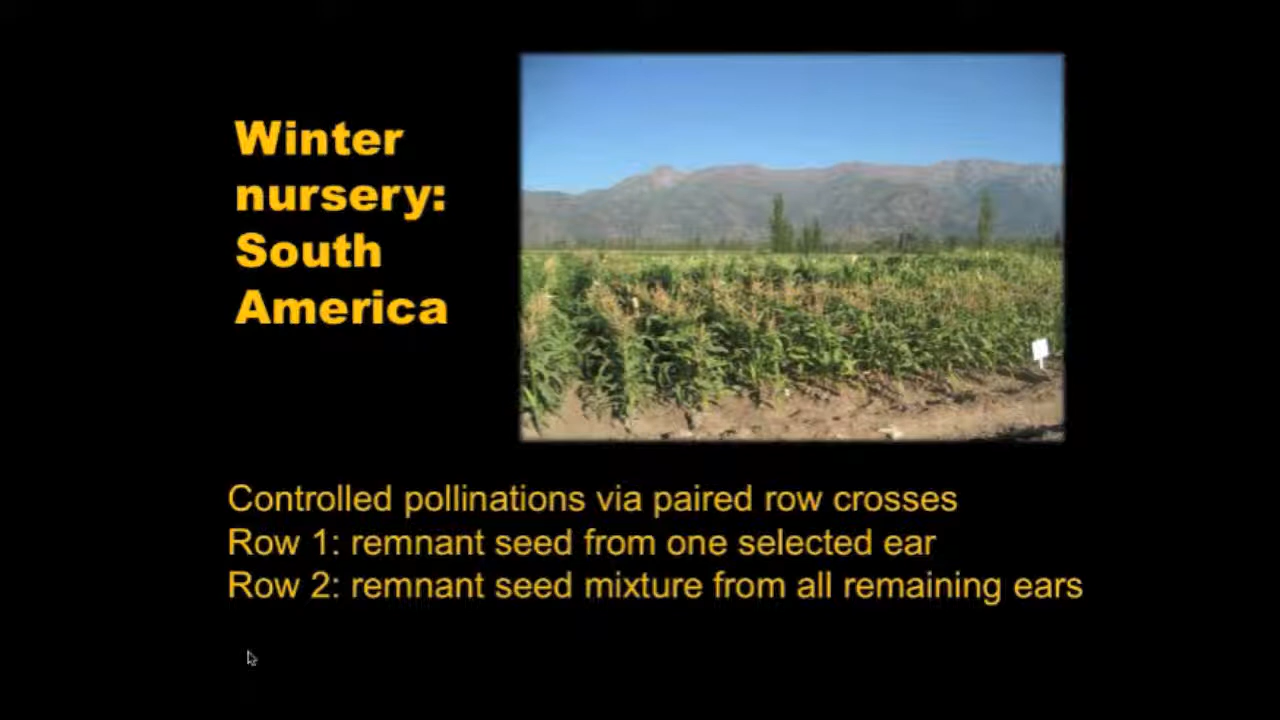 Winter
nursery:
South
America
Controlled pollinations via paired row crosses
Row 1: remnant seed from one selected ear
Row 2: remnant seed mixture from all remaining ears